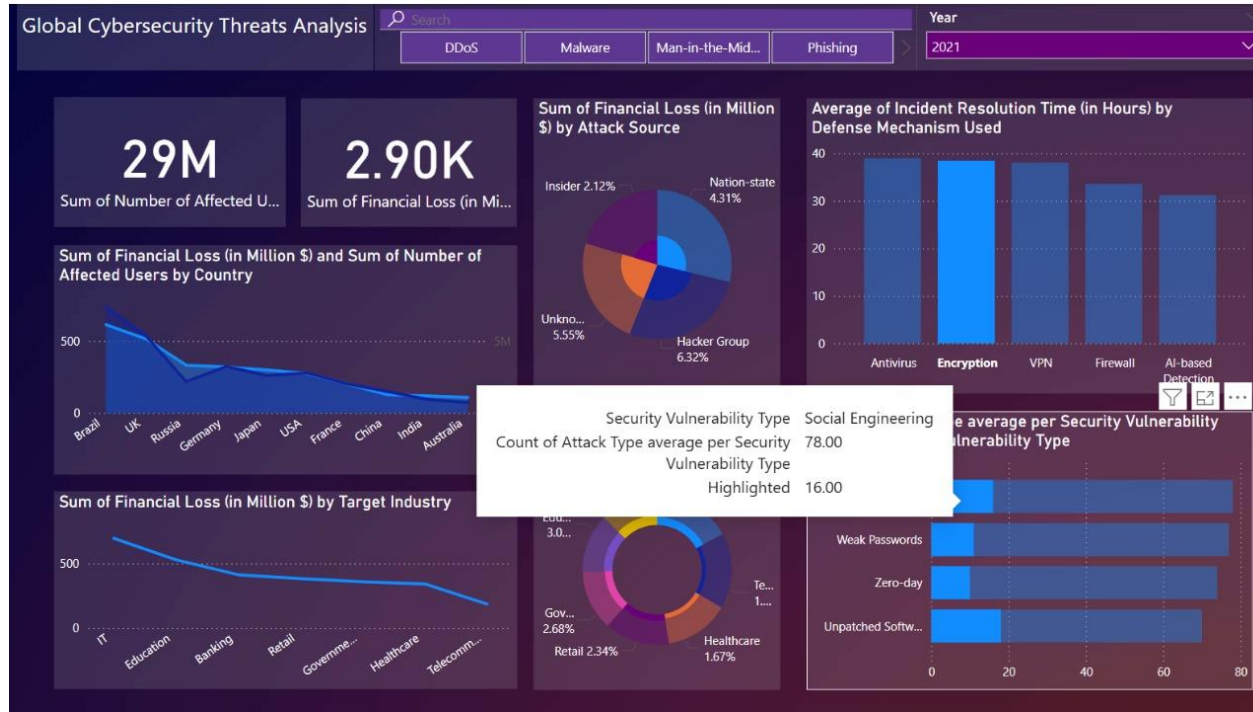 Global Cybersecurity Threats Analysis
Search
DDoS
Malware
Man-in-the-Mid...
Phishing
Year
2021
29M
Sum of Number of Affected U...
2.90K
Sum of Financial Loss (in Mi...
Sum of Financial Loss (in Million
$) by Attack Source
Insider 2.12%
Nation-state
4.31%
Unkno...
5.55%
Hacker Group
6.32%
Average of Incident Resolution Time (in Hours) by
Defense Mechanism Used
40
30
20
10
0
Antivirus
Encryption
VPN
Firewall
AI-based
Detection
Sum of Financial Loss (in Million $) and Sum of Number of
Affected Users by Country
500
5M
0
Brazil
UK
Russia
Germany
Japan
USA
France
China
India
Australia
Security Vulnerability Type Social Engineering
Count of Attack Type average per Security 78.00
Vulnerability Type
Highlighted 16.00
e average per Security Vulnerability
ulnerability Type
Weak Passwords
Zero-day
Unpatched Softw...
0
20
40
60
80
Sum of Financial Loss (in Million $) by Target Industry
500
0
IT
Education
Banking
Retail
Governme...
Healthcare
Telecomm...
Edu...
3.0...
Te...
1....
Gov...
2.68%
Retail 2.34%
Healthcare
1.67%